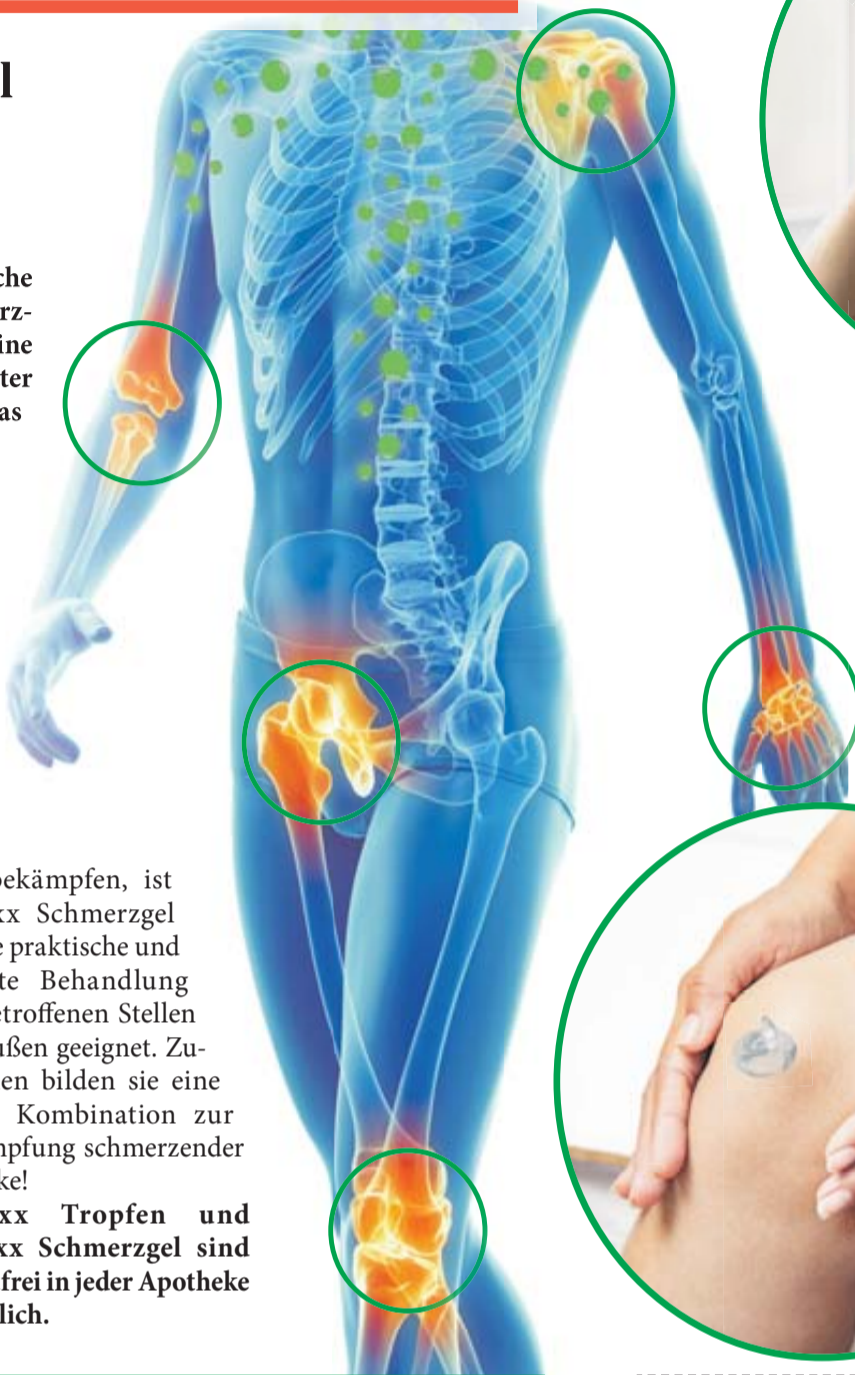 l
che
rz-
ine
ter
as
bekämpfen, ist
xx Schmerzgel
e praktische und
te Behandlung
etroffenen Stellen
ußen geeignet. Zu-
en bilden sie eine
Kombination zur
mpfung schmerzender
ke!
xx Tropfen und
xx Schmerzgel sind
frei in jeder Apotheke
lich.